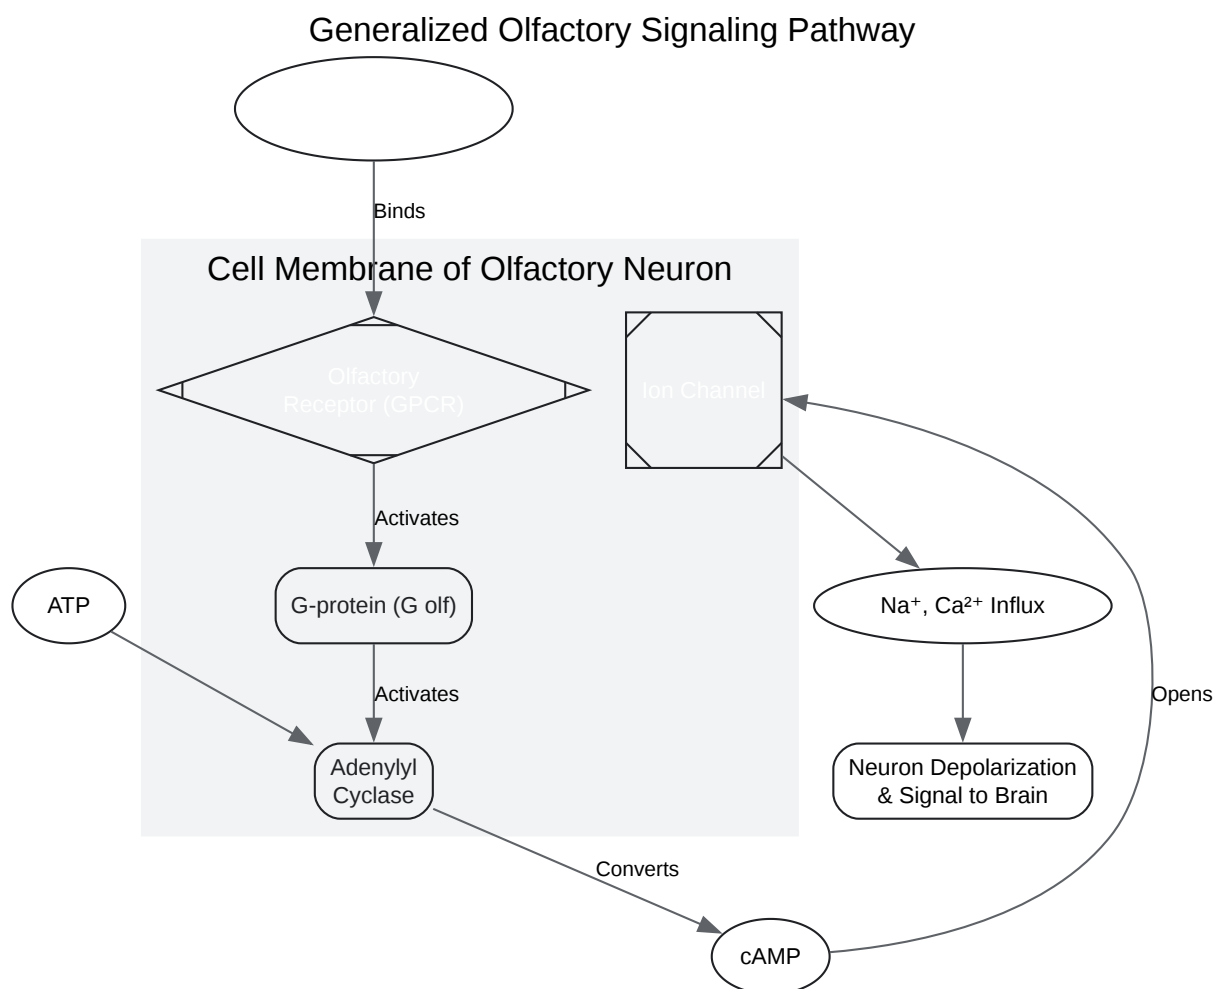 Generalized Olfactory Signaling Pathway
Binds
Cell Membrane of Olfactory Neuron
Olfactory
Receptor (GPCR)
Ion Channel
Activates
ATP
G-protein (G olf)
Na⁺, Ca²⁺ Influx
Activates
Opens
Adenylyl
Cyclase
Neuron Depolarization
& Signal to Brain
Converts
cAMP